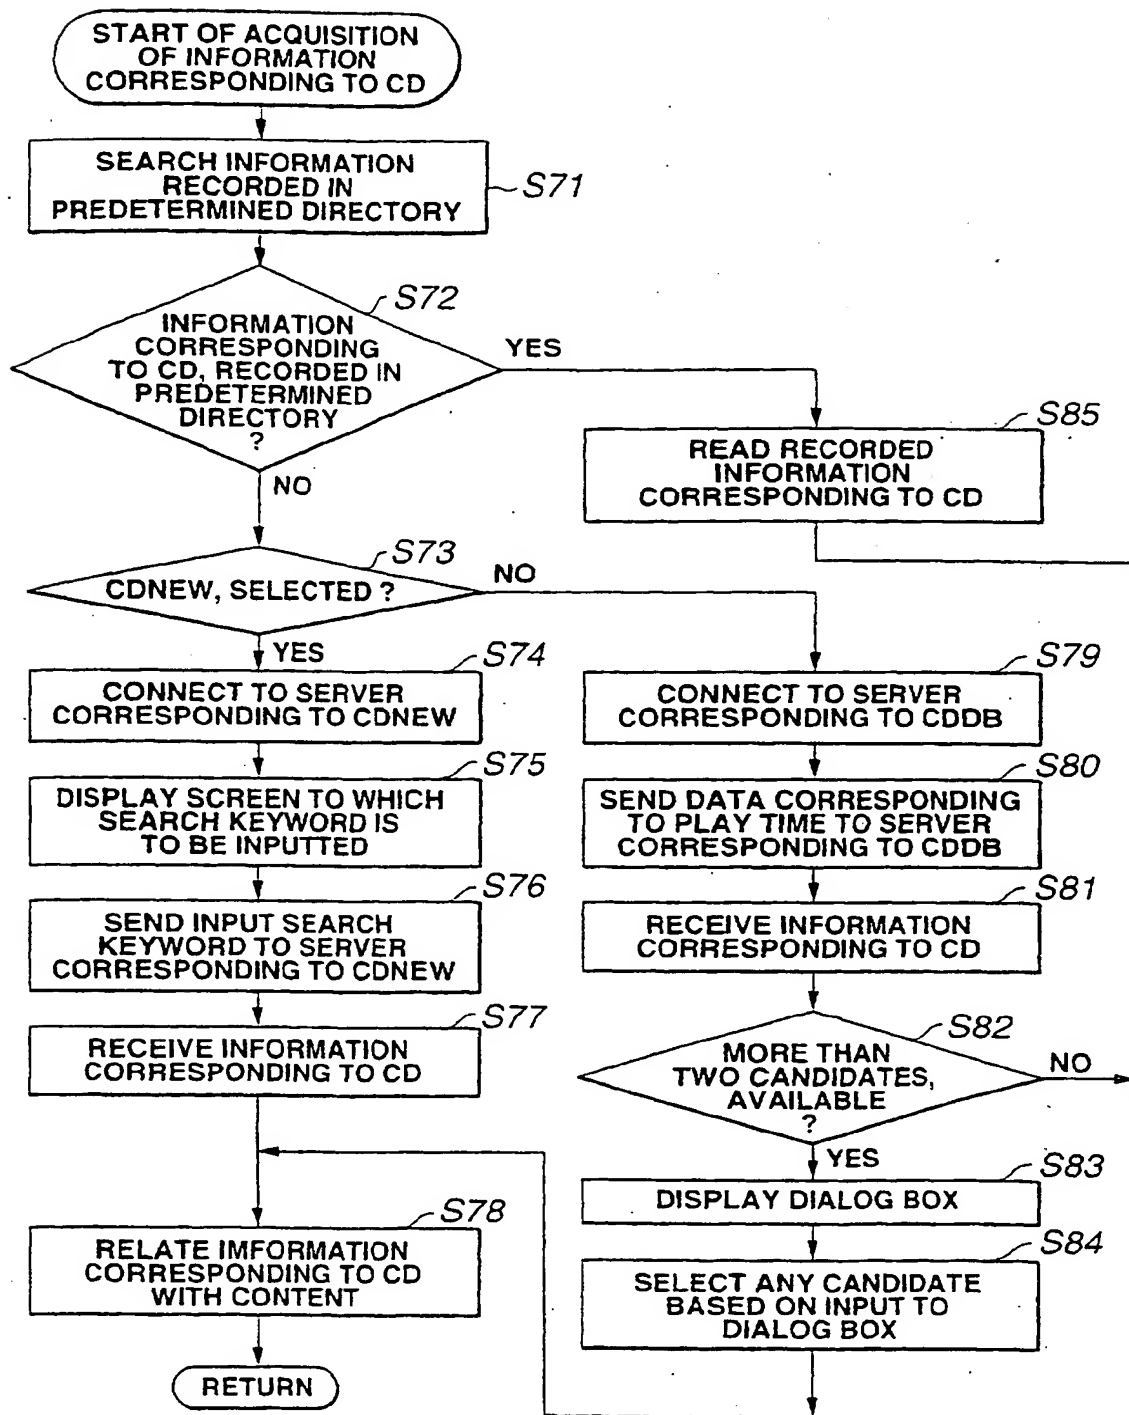 START OF ACQUISITION
OF INFORMATION
CORRESPONDING TO CD
SEARCH INFORMATION
RECORDED IN
PREDETERMINED DIRECTORY
S71
S72
INFORMATION
CORRESPONDING
TO CD, RECORDED IN
PREDETERMINED
DIRECTORY
?
YES
NO
S85
READ RECORDED
INFORMATION
CORRESPONDING TO CD
S73
CDNEW, SELECTED ?
NO
YES
S74
CONNECT TO SERVER
CORRESPONDING TO CDNEW
S75
DISPLAY SCREEN TO WHICH
SEARCH KEYWORD IS
TO BE INPUTTED
S76
SEND INPUT SEARCH
KEYWORD TO SERVER
CORRESPONDING TO CDNEW
S77
RECEIVE INFORMATION
CORRESPONDING TO CD
S78
RELATE IMFORMATION
CORRESPONDING TO CD
WITH CONTENT
RETURN
S79
CONNECT TO SERVER
CORRESPONDING TO CDDB
S80
SEND DATA CORRESPONDING
TO PLAY TIME TO SERVER
CORRESPONDING TO CDDB
S81
RECEIVE INFORMATION
CORRESPONDING TO CD
S82
MORE THAN
TWO CANDIDATES,
AVAILABLE
?
NO
YES
S83
DISPLAY DIALOG BOX
S84
SELECT ANY CANDIDATE
BASED ON INPUT TO
DIALOG BOX